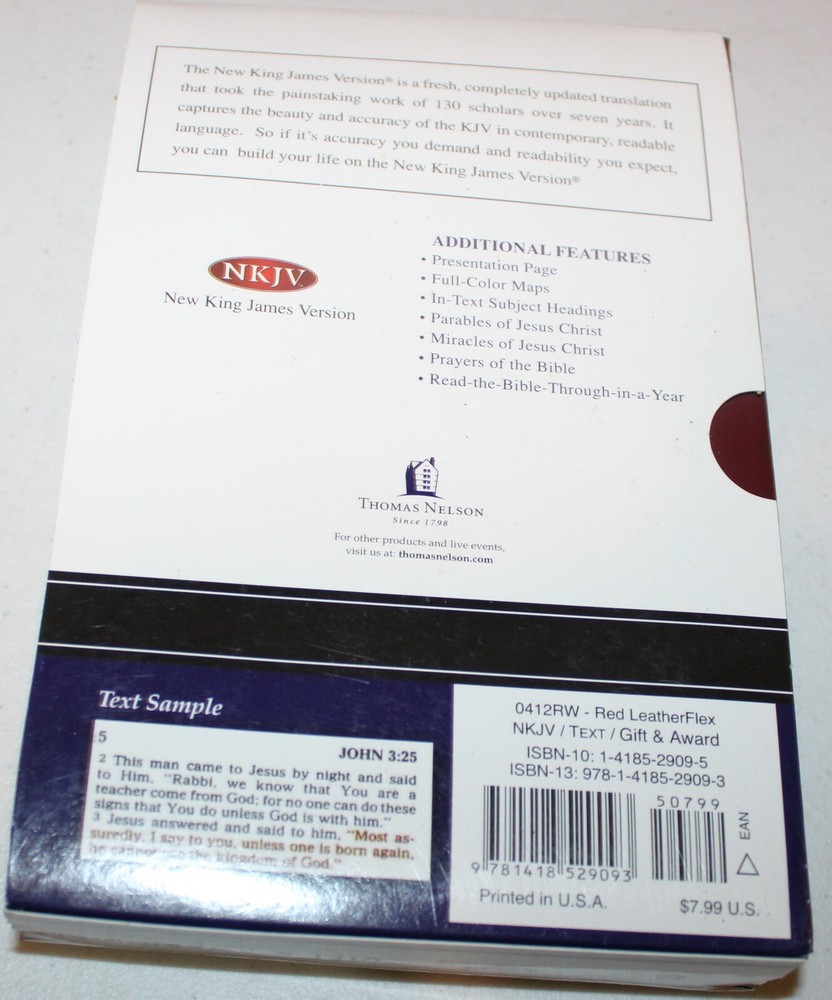 The New King James Version® is a fresh, completely updated translation
that took the painstaking work of 130 scholars over seven years. It
captures the beauty and accuracy of the KJV in contemporary, readable
language. So if it's accuracy you demand and readability you expect,
you can build your life on the New King James Version®
NKJV
New King James Version
ADDITIONAL FEATURES
• Presentation Page
• Full-Color Maps
• In-Text Subject Headings
• Parables of Jesus Christ
• Miracles of Jesus Christ
• Prayers of the Bible
• Read-the-Bible-Through-in-a-Year
THOMAS NELSON
Since 1798
For other products and live events,
visit us at: thomasnelson.com
Text Sample
5 JOHN 3:25
2 This man came to Jesus by night and said
to Him, "Rabbi, we know that You are a
teacher come from God; for no one can do these
signs that You do unless God is with him."
3 Jesus answered and said to him, "Most as-
suredly, I say to you, unless one is born again,
he cannot see the kingdom of God."
0412RW - Red LeatherFlex
NKJV / TEXT / Gift & Award
ISBN-10: 1-4185-2909-5
ISBN-13: 978-1-4185-2909-3
50799
EAN
9 781418 529093
Printed in U.S.A.
$7.99 U.S.